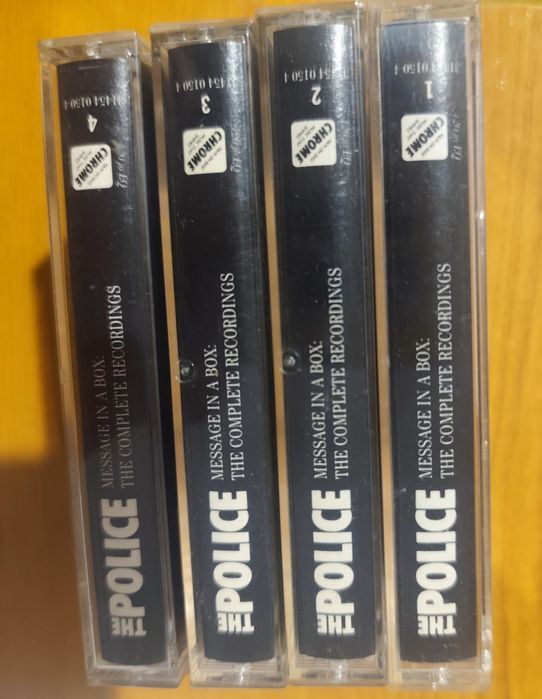 THE POLICE
MESSAGE IN A BOX:
THE COMPLETE RECORDINGS
CHROME
4
THE POLICE
MESSAGE IN A BOX:
THE COMPLETE RECORDINGS
CHROME
3
THE POLICE
MESSAGE IN A BOX:
THE COMPLETE RECORDINGS
CHROME
2
THE POLICE
MESSAGE IN A BOX:
THE COMPLETE RECORDINGS
CHROME
1